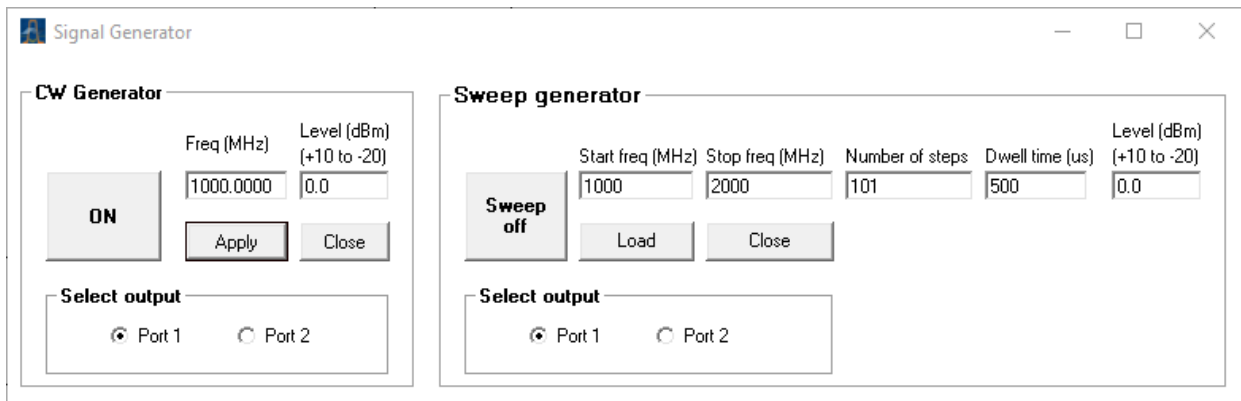 Signal Generator
CW Generator
Freq (MHz)
Level (dBm)
(+10 to -20)
1000.0000
0.0
ON
Apply
Close
Select output
Port 1
Port 2
Sweep generator
Start freq (MHz)
Stop freq (MHz)
Number of steps
Dwell time (us)
Level (dBm)
(+10 to -20)
1000
2000
101
500
0.0
Sweep
off
Load
Close
Select output
Port 1
Port 2